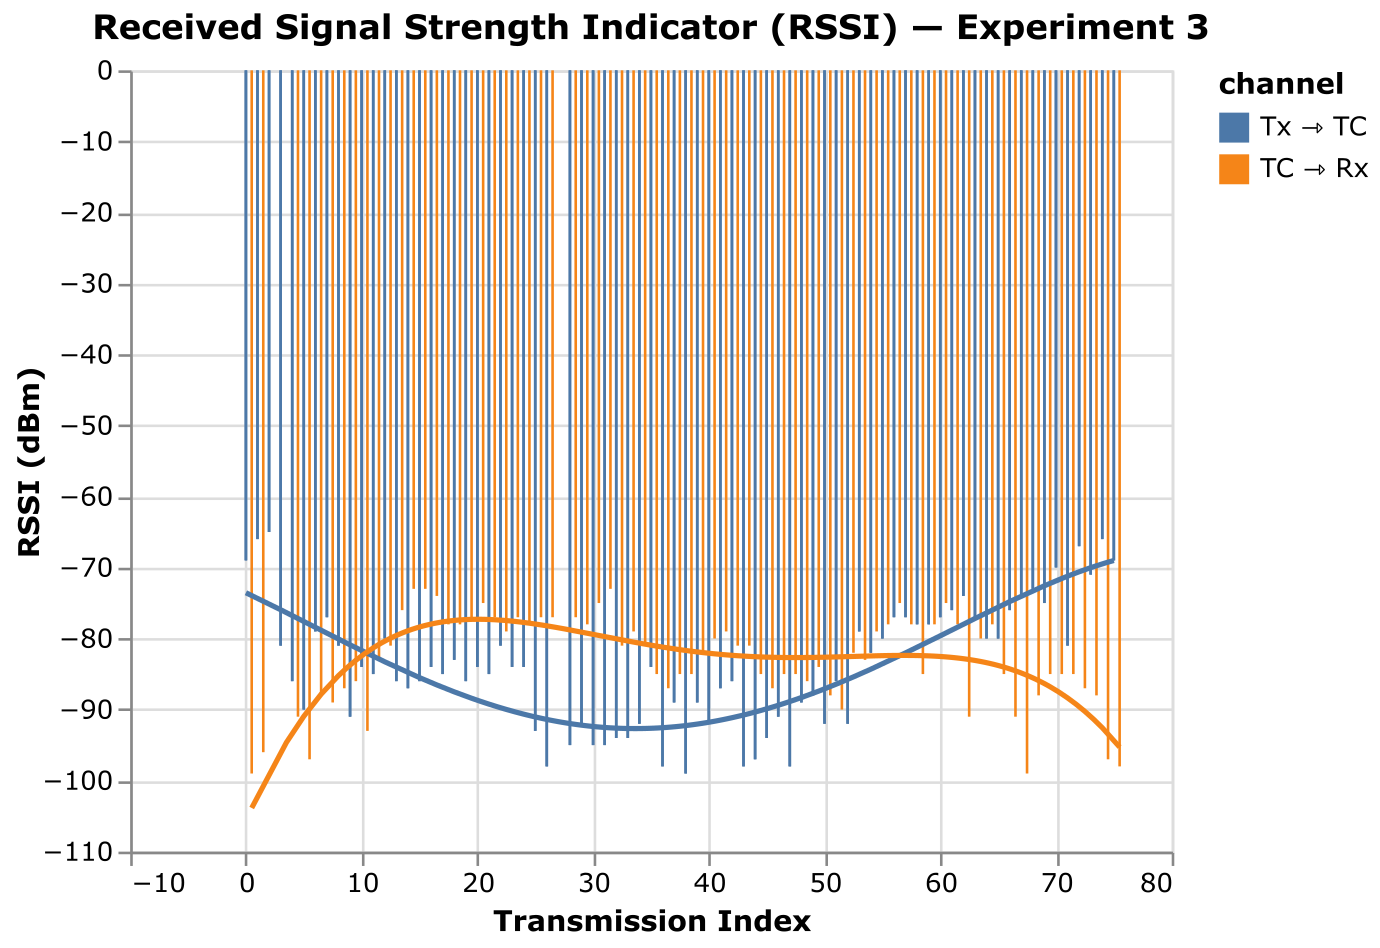 Received Signal Strength Indicator (RSSI) — Experiment 3
channel
Tx → TC
TC → Rx
RSSI (dBm)
0
−10
−20
−30
−40
−50
−60
−70
−80
−90
−100
−110
−10 0 10 20 30 40 50 60 70 80
Transmission Index